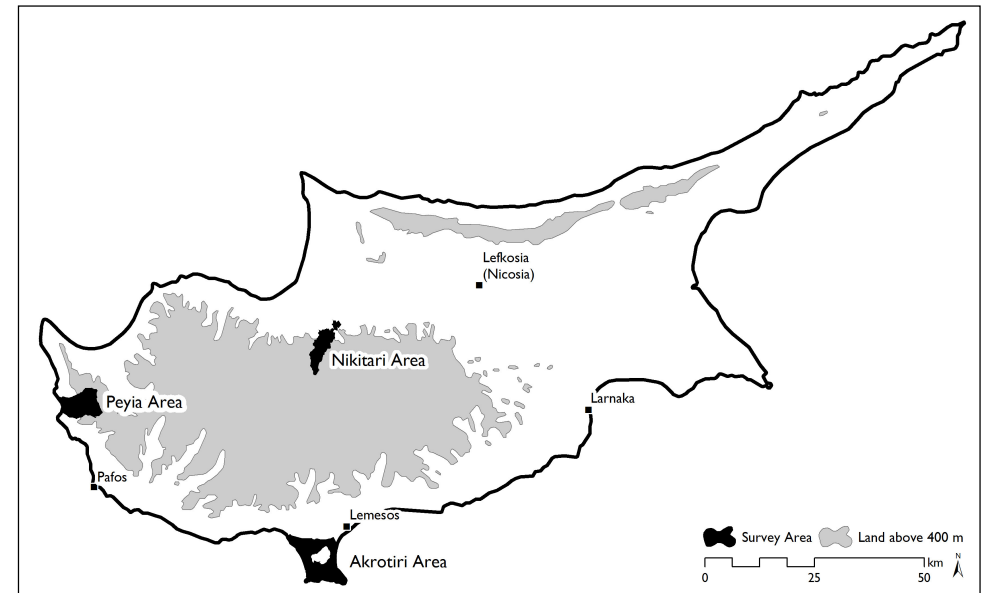 Lefkosia
(Nicosia)
Nikitari Area
Peyia Area
Larnaka
Pafos
Lemesos
Akrotiri Area
Survey Area
Land above 400 m
N
km
0
25
50